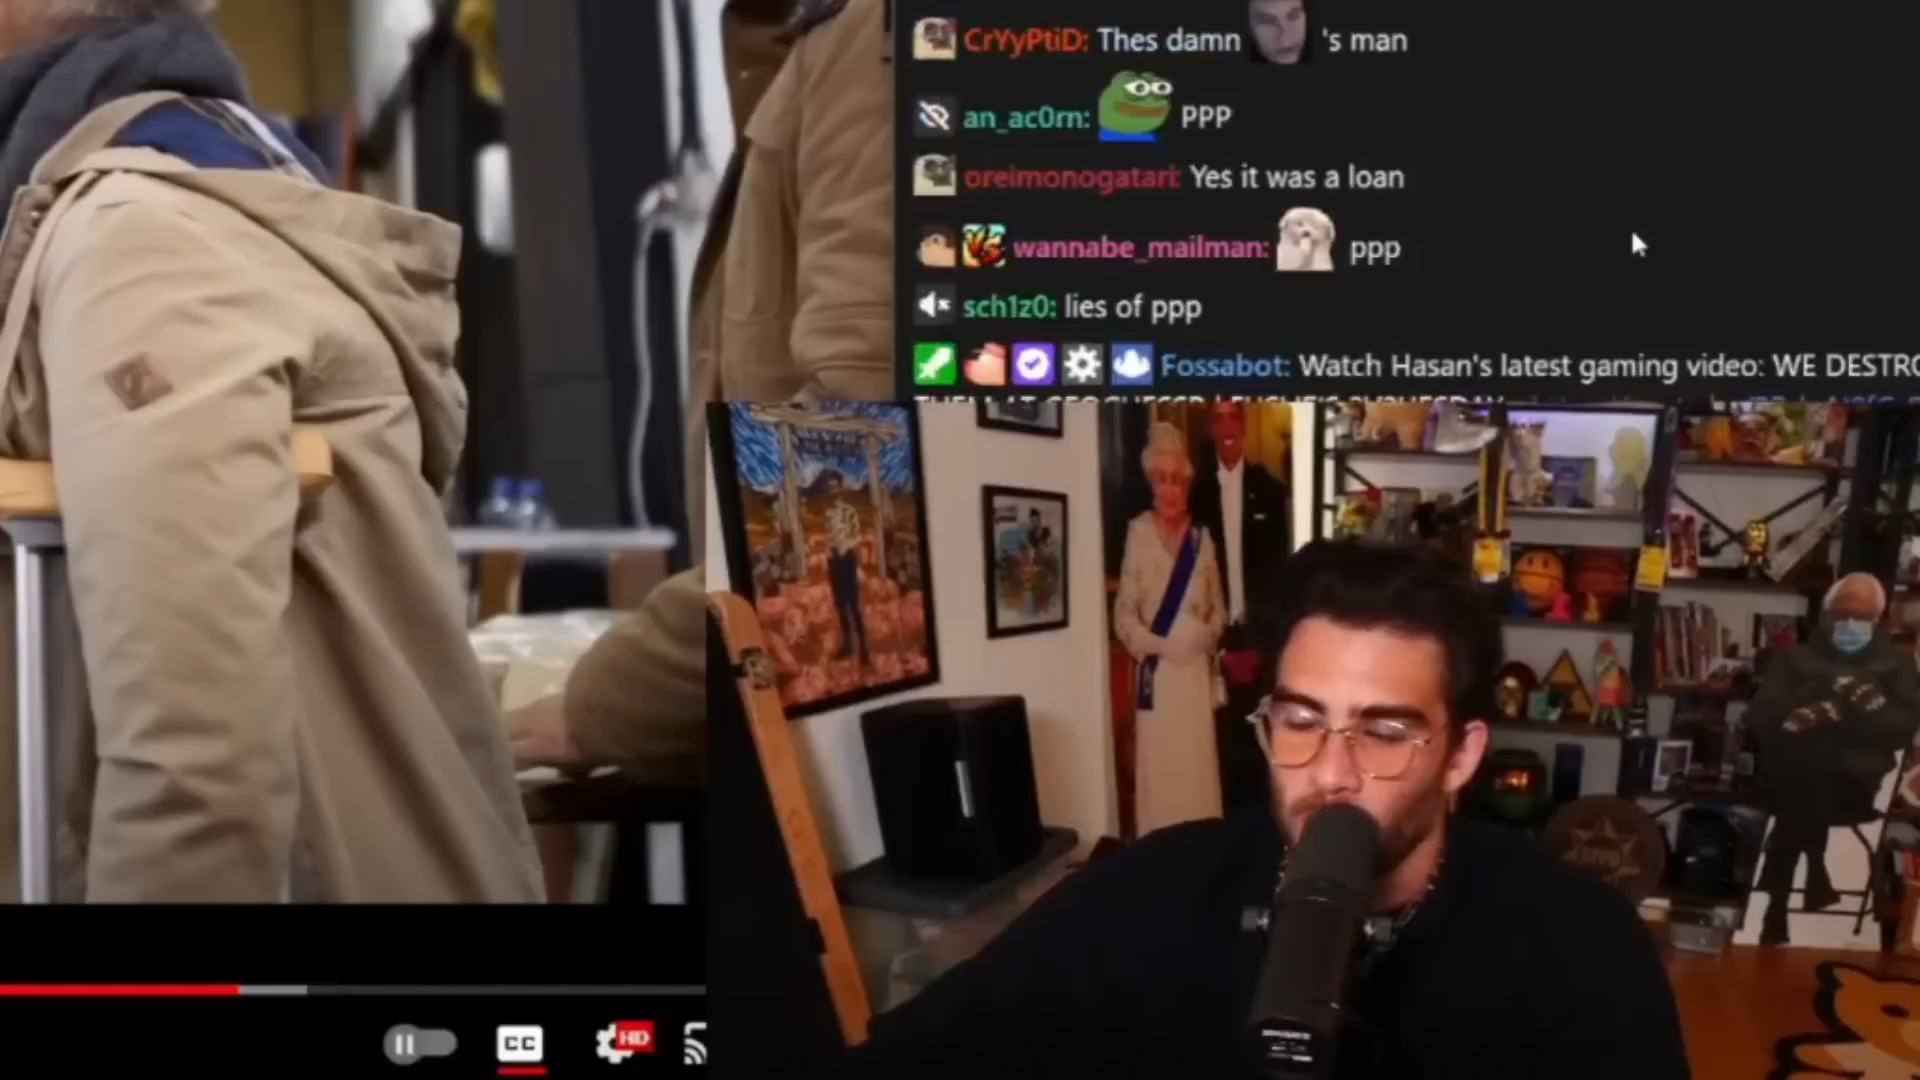 CrYyPtiD: Thes damn 's man
an_ac0rn: PPP
oreimonogatari: Yes it was a loan
wannabe_mailman: ppp
sch1z0: lies of ppp
Fossabot: Watch Hasan's latest gaming video: WE DESTRO
CC
HD